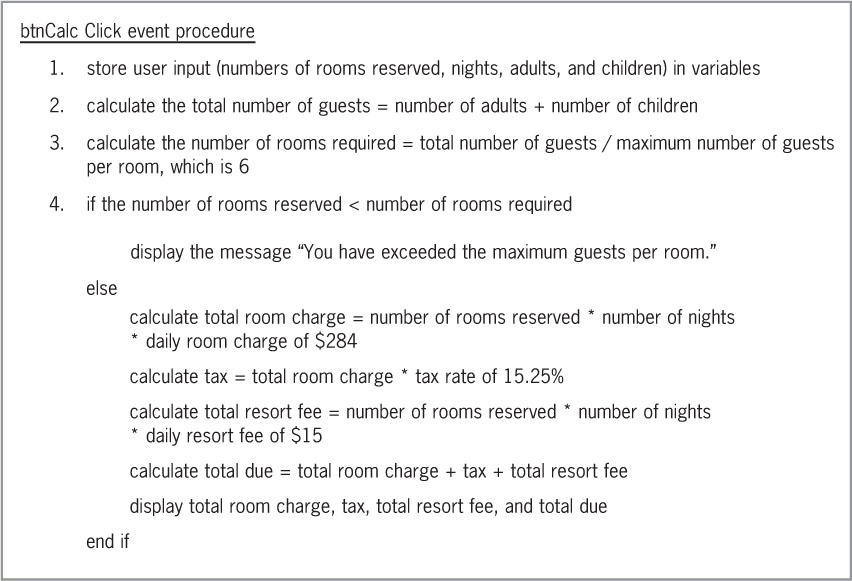 btnCalc Click event procedure
1. store user input (numbers of rooms reserved, nights, adults, and children) in variables
2. calculate the total number of guests = number of adults + number of children
3. calculate the number of rooms required = total number of guests / maximum number of guests
per room, which is 6
4. if the number of rooms reserved < number of rooms required
display the message “You have exceeded the maximum guests per room.”
else
calculate total room charge = number of rooms reserved * number of nights
* daily room charge of $284
calculate tax = total room charge * tax rate of 15.25%
calculate total resort fee = number of rooms reserved * number of nights
* daily resort fee of $15
calculate total due = total room charge + tax + total resort fee
display total room charge, tax, total resort fee, and total due
end if